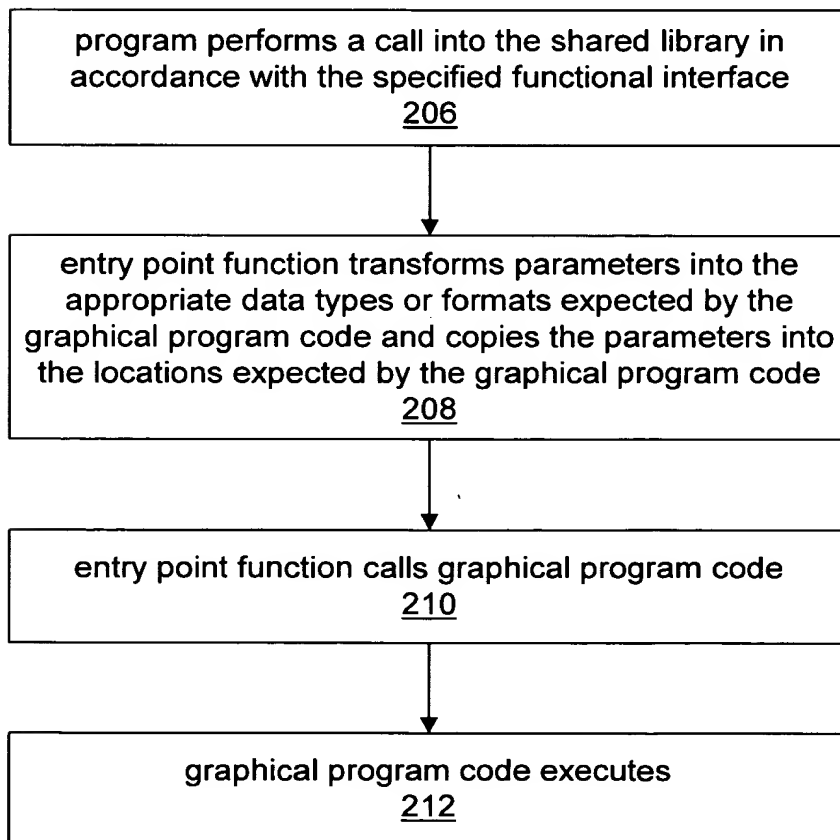 program performs a call into the shared library in
accordance with the specified functional interface
206
entry point function transforms parameters into the
appropriate data types or formats expected by the
graphical program code and copies the parameters into
the locations expected by the graphical program code
208
entry point function calls graphical program code
210
graphical program code executes
212